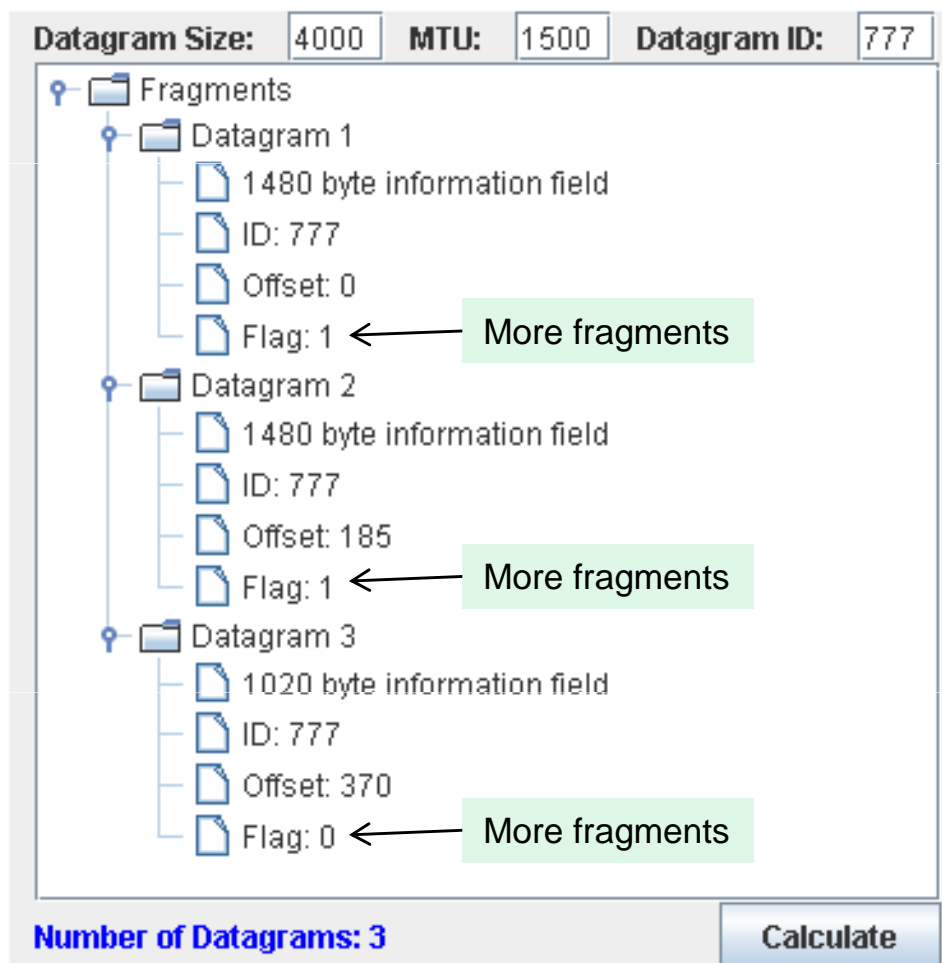 Datagram Size: 4000 MTU: 1500 Datagram ID: 777
Fragments
Datagram 1
1480 byte information field
ID: 777
Offset: 0
Flag: 1 More fragments
Datagram 2
1480 byte information field
ID: 777
Offset: 185
Flag: 1 More fragments
Datagram 3
1020 byte information field
ID: 777
Offset: 370
Flag: 0 More fragments
Number of Datagrams: 3 Calculate